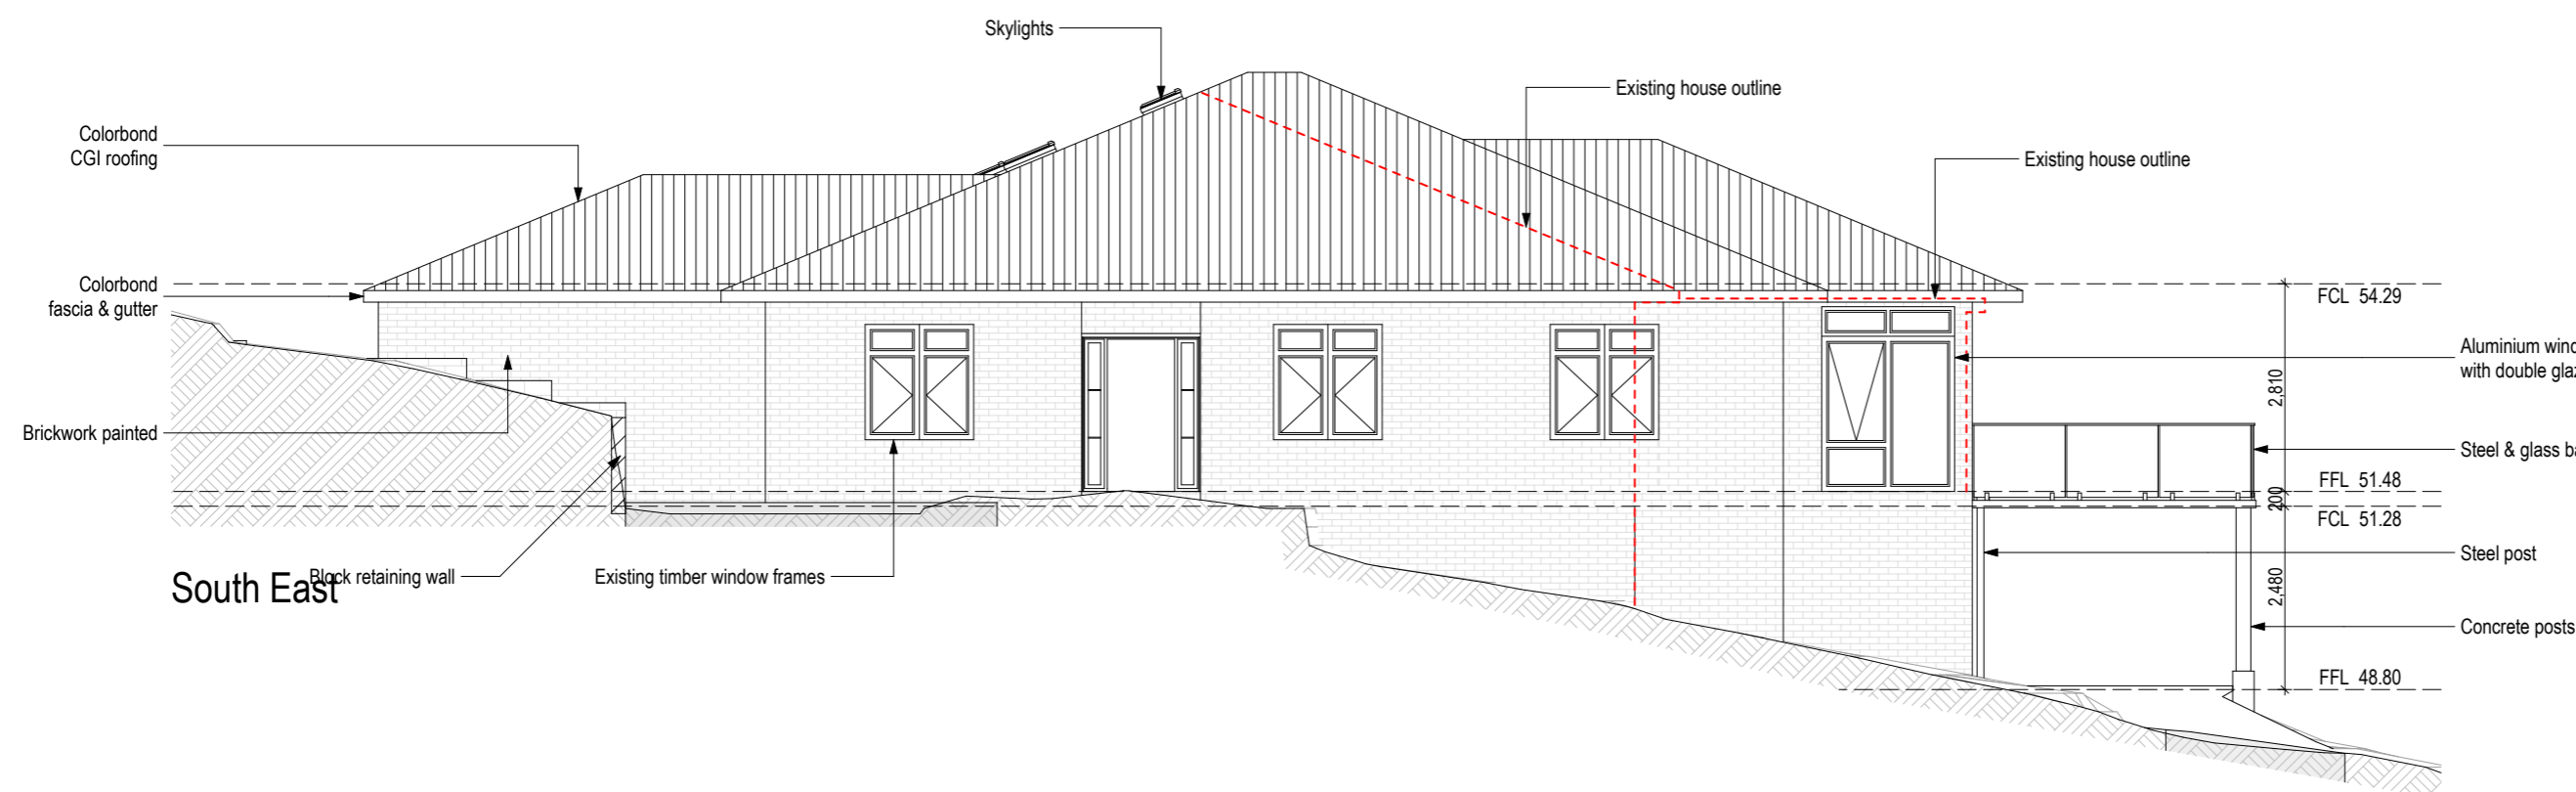 Skylights
Existing house outline
Colorbond
CGI roofing
Existing house outline
Colorbond
fascia & gutter
FCL 54.29
Aluminium
with double
2,810
Steel & glass
Brickwork painted
FFL 51.48
200
FCL 51.28
Steel post
Block retaining wall
Existing timber window frames
South East
2,480
Concrete posts
FFL 48.80